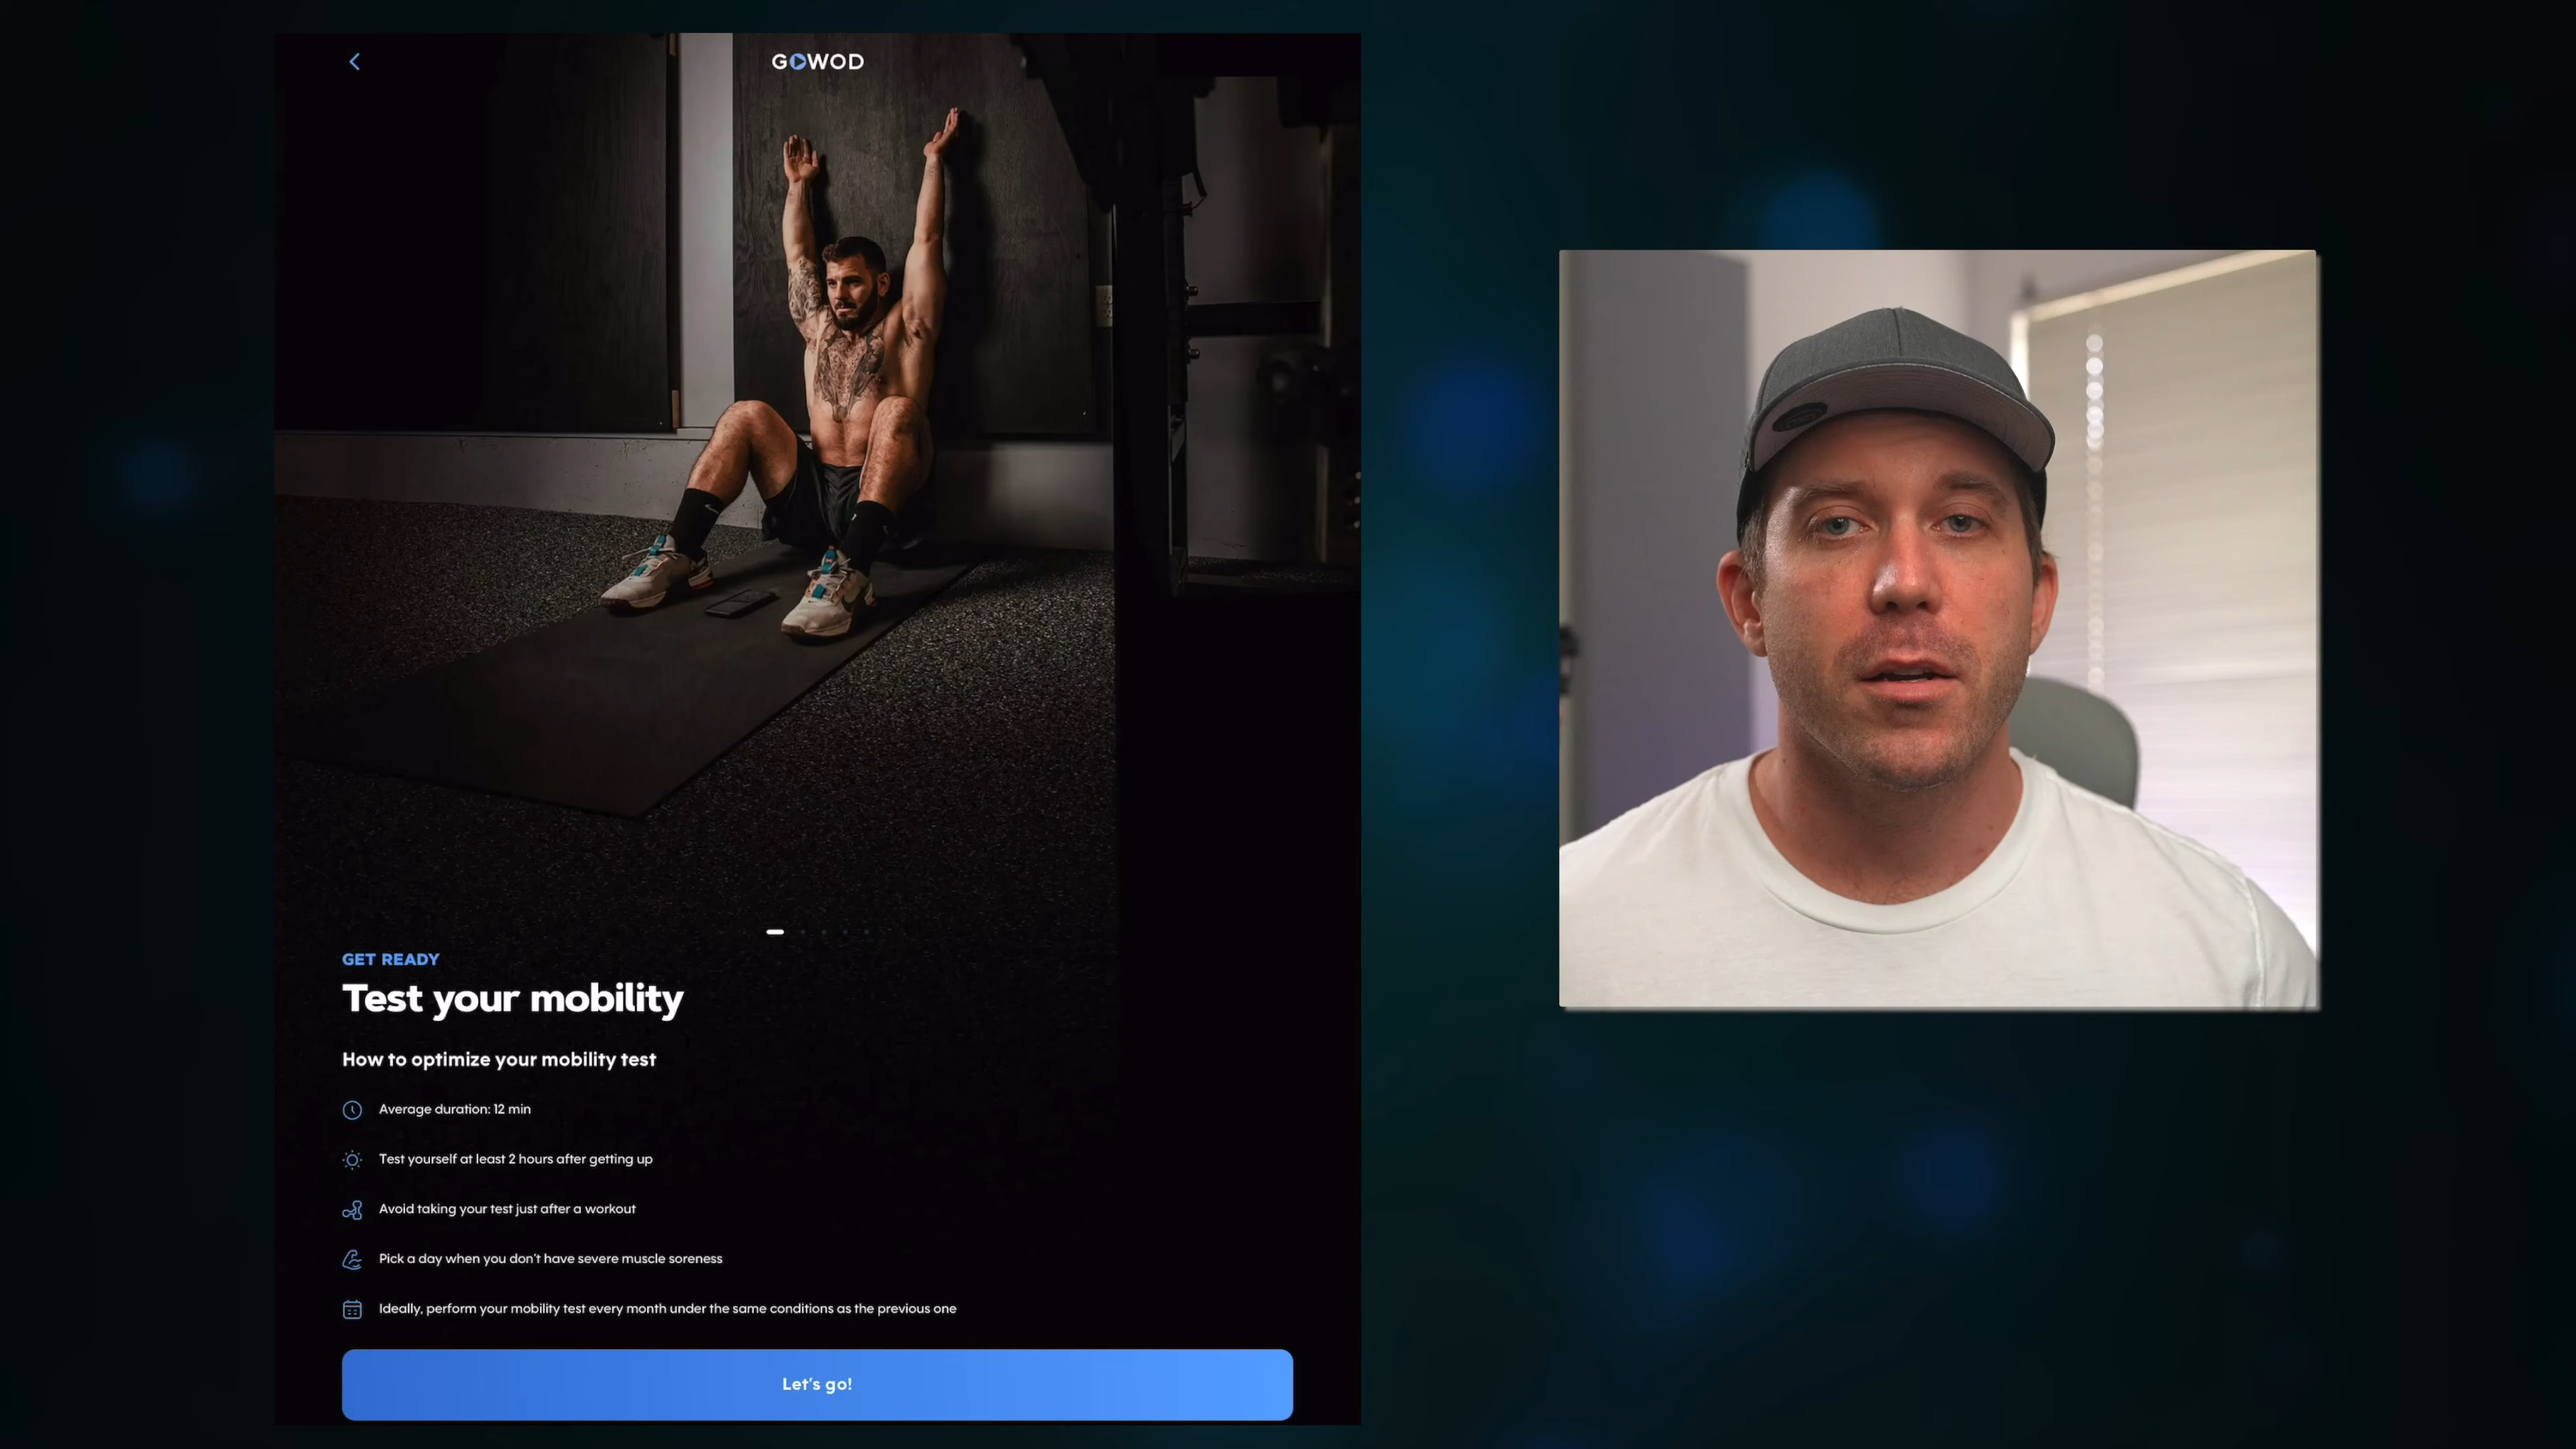 GOWOD
GET READY
Test your mobility
How to optimize your mobility test
Average duration: 12 min
Test yourself at least 2 hours after getting up
Avoid taking your test just after a workout
Pick a day when you don't have severe muscle soreness
Ideally, perform your mobility test every month under the same conditions as the previous one
Let's go!